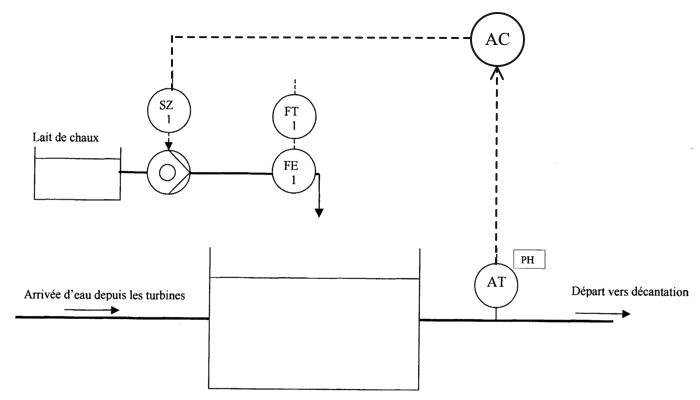 AC
SZ
1
FT
1
Lait de chaux
FE
1
PH
AT
Arrivée d'eau depuis les turbines
Départ vers décantation